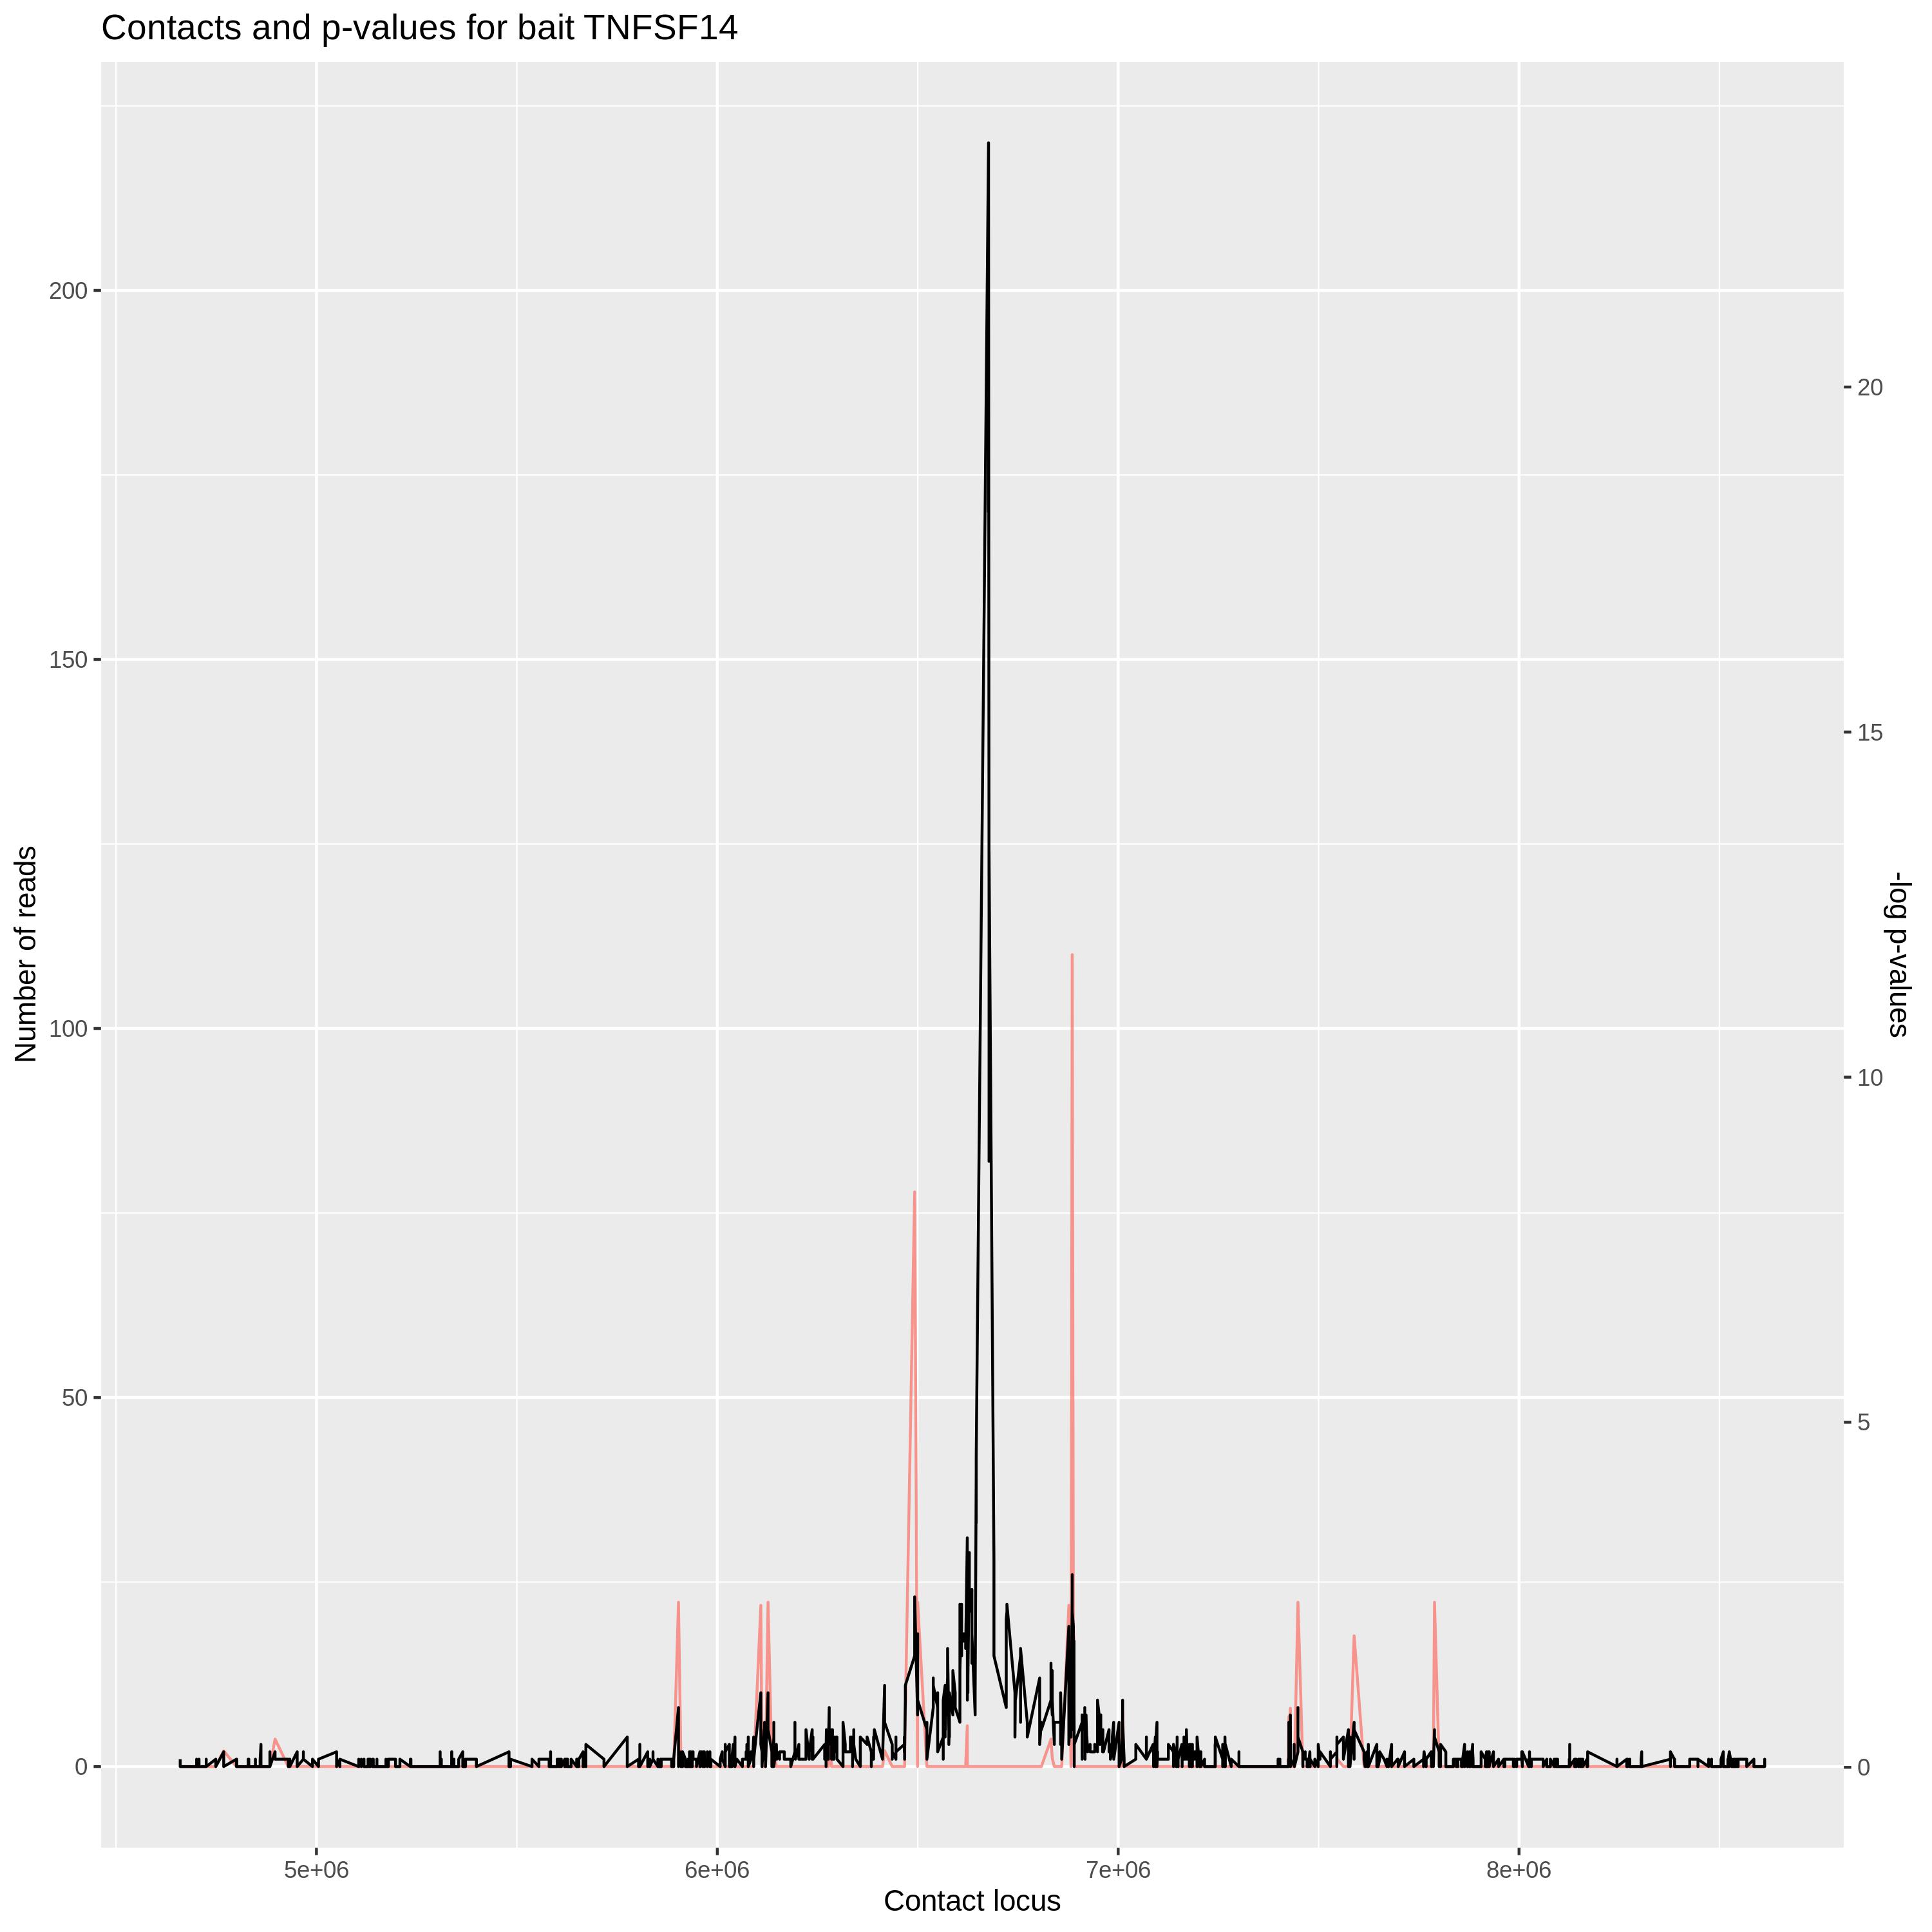 Contacts and p-values for bait TNFSF14
Number of reads
200
150
100
50
0
20
15
10
5
0
-log p-values
5e+06
6e+06
7e+06
8e+06
Contact locus